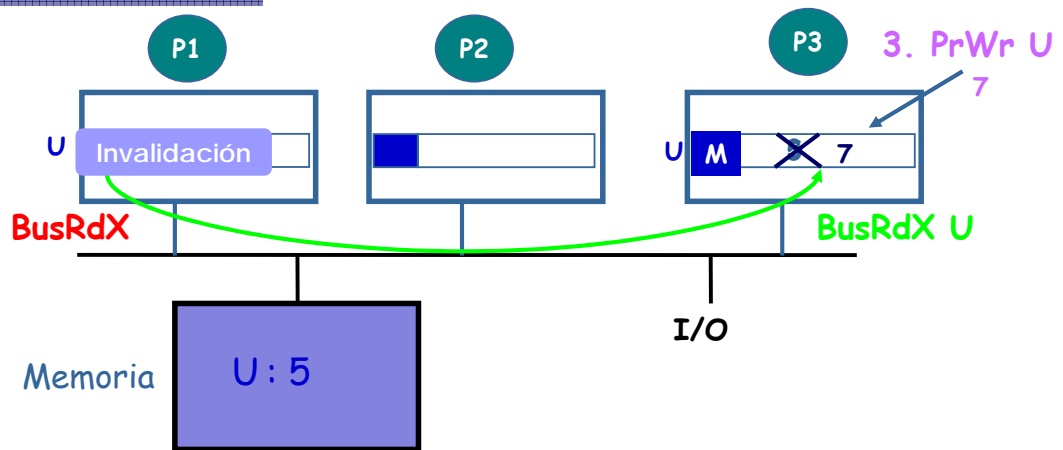 P1
P2
P3
3. PrWr U
7
U
Invalidación
U
M
7
BusRdX
BusRdX U
I/O
Memoria
U : 5